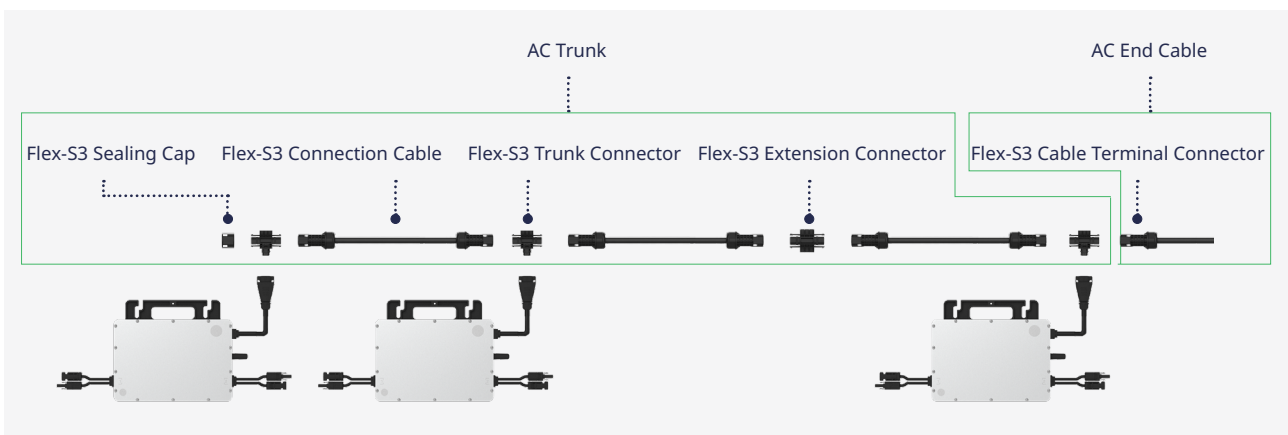 AC Trunk
AC End Cable
Flex-S3 Sealing Cap
Flex-S3 Connection Cable
Flex-S3 Trunk Connector
Flex-S3 Extension Connector
Flex-S3 Cable Terminal Connector